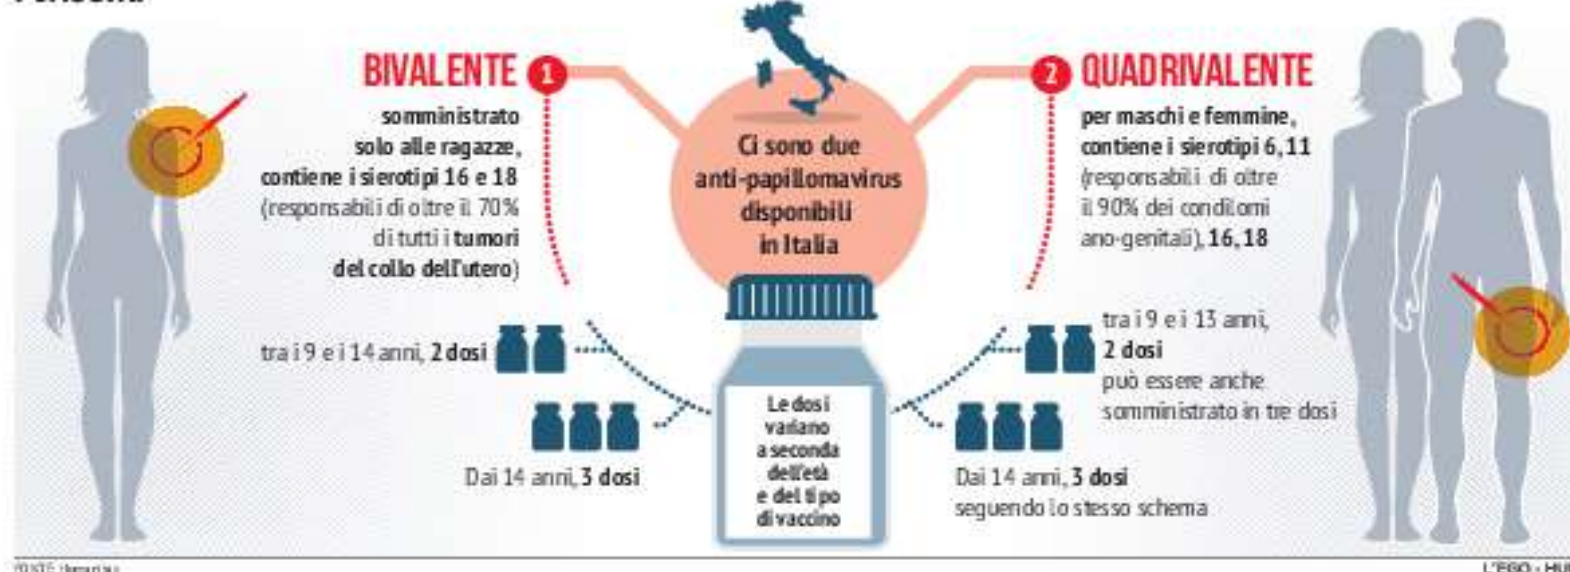 BIVALENTE 1
somministrato
solo alle ragazze,
contiene i sierotipi 16 e 18
(responsabili di oltre il 70%
di tutti i tumori
del collo dell'utero)
tra i 9 e i 14 anni, 2 dosi
Dai 14 anni, 3 dosi
Ci sono due
anti-papillomavirus
disponibili
in Italia
Le dosi
variano
a seconda
dell'età
e del tipo
di vaccino
2 QUADRIVALENTE
per maschi e femmine,
contiene i sierotipi 6, 11
(responsabili di oltre
il 90% dei condilomi
ano-genitali), 16, 18
tra i 9 e i 13 anni,
2 dosi
può essere anche
somministrato in tre dosi
Dai 14 anni, 3 dosi
seguendo lo stesso schema
L'EGO - HUB